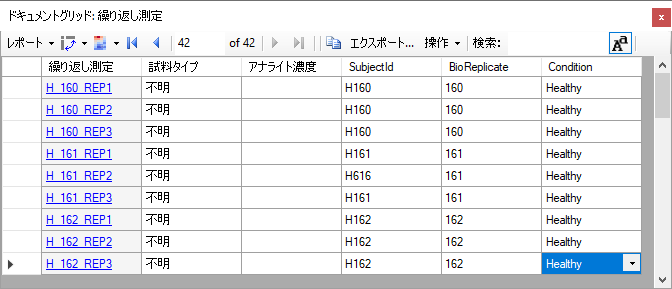 ドキュメントグリッド: 繰り返し測定
レポート 42 of 42 エクスポート... 操作 検索: Aa
繰り返し測定 試料タイプ アナライト濃度 SubjectId BioReplicate Condition
H_160_REP1 不明 H160 160 Healthy
H_160_REP2 不明 H160 160 Healthy
H_160_REP3 不明 H160 160 Healthy
H_161_REP1 不明 H161 161 Healthy
H_161_REP2 不明 H616 161 Healthy
H_161_REP3 不明 H161 161 Healthy
H_162_REP1 不明 H162 162 Healthy
H_162_REP2 不明 H162 162 Healthy
H_162_REP3 不明 H162 162 Healthy